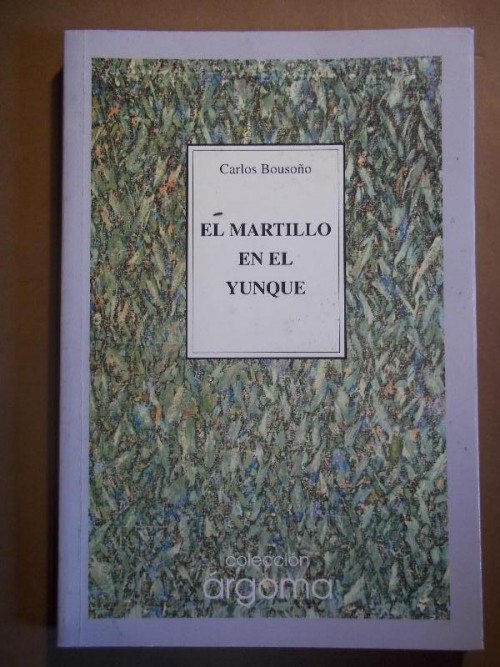 Carlos Bousoño
EL MARTILLO
EN EL
YUNQUE
colección
árgoma